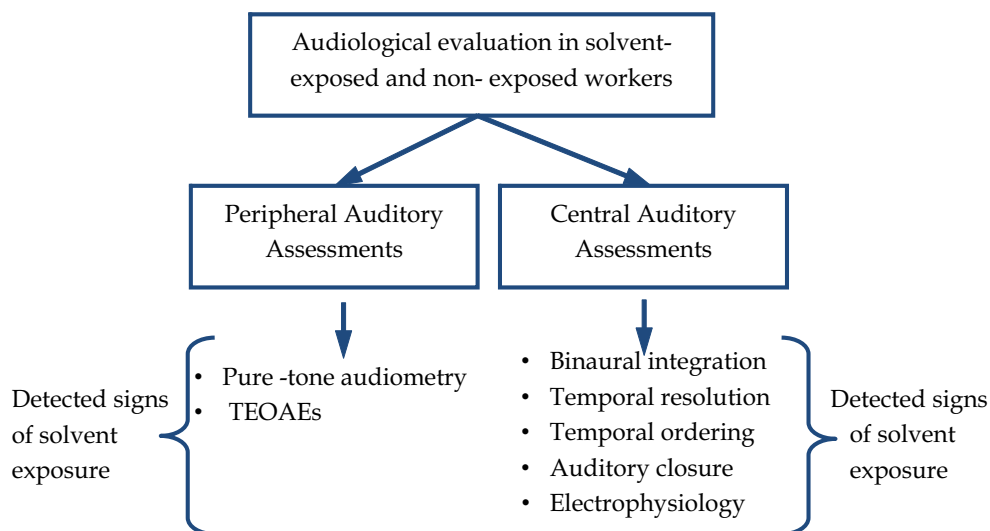 Audiological evaluation in solvent-
exposed and non- exposed workers
Peripheral Auditory
Assessments
Central Auditory
Assessments
Detected signs
of solvent
exposure
• Pure -tone audiometry
• TEOAEs
• Binaural integration
• Temporal resolution
• Temporal ordering
• Auditory closure
• Electrophysiology
Detected signs
of solvent
exposure